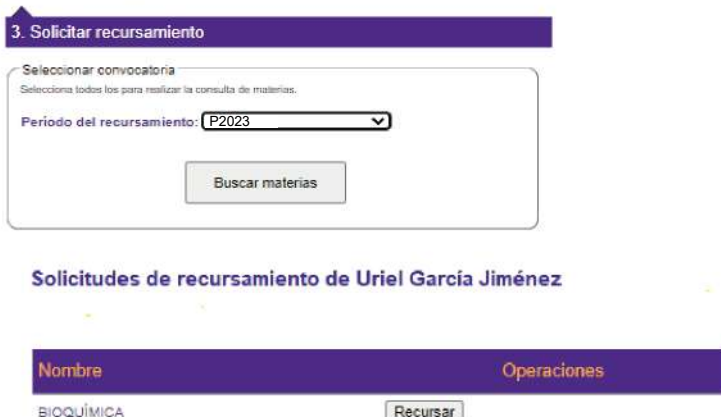 3. Solicitar recursamiento
Seleccionar convocatoria
Selecciona todos los para realizar la consulta de materias.
Periodo del recursamiento: P2023
Buscar materias
Solicitudes de recursamiento de Uriel García Jiménez
Nombre Operaciones
BIOQUÍMICA Recursar